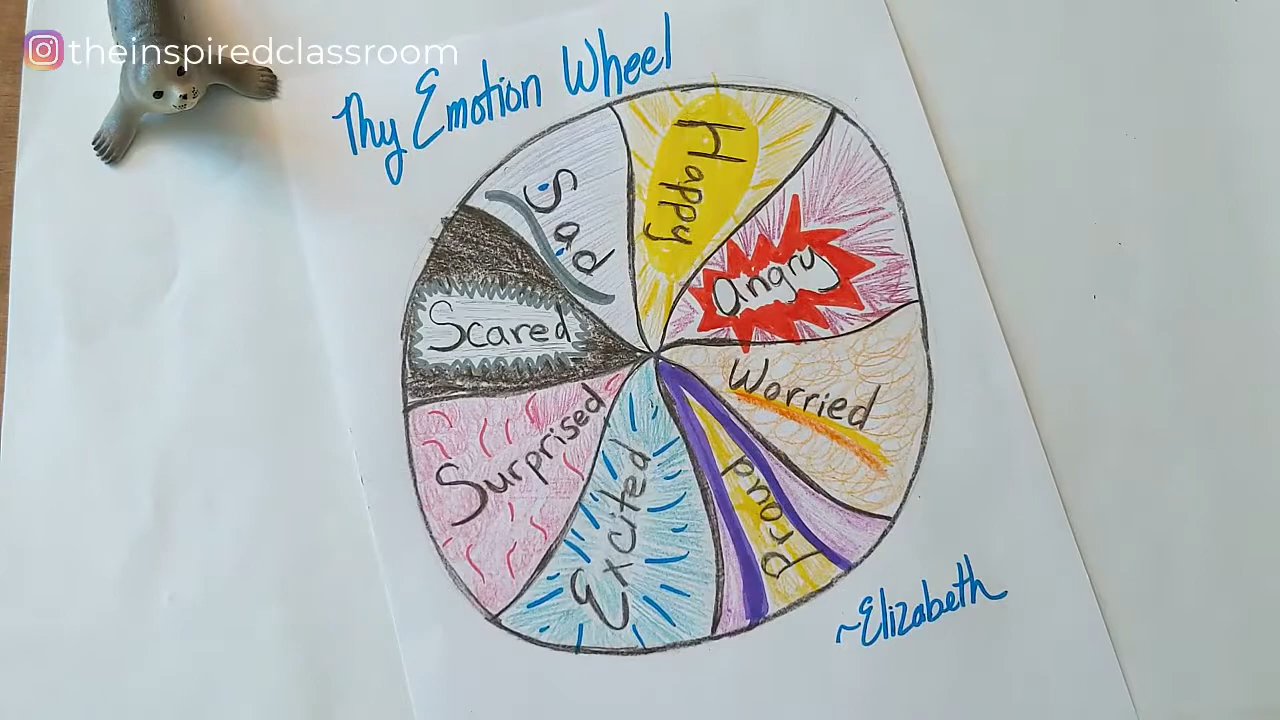 theinspiredclassroom
My Emotion Wheel
Happy
Angry
Worried
Proud
Excited
Surprised
Scared
Sad
~Elizabeth